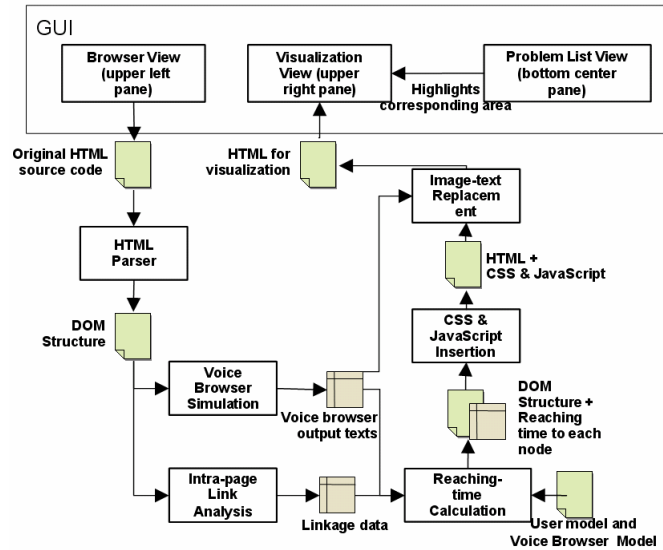 GUI
Browser View
(upper left
pane)
Visualization
View (upper
right pane)
Problem List View
(bottom center
pane)
Highlights
corresponding area
Original HTML
source code
HTML for
visualization
Image-text
Replacem
ent
HTML
Parser
HTML +
CSS & JavaScript
DOM
Structure
CSS &
JavaScript
Insertion
Voice
Browser
Simulation
Voice browser
output texts
DOM
Structure +
Reaching
time to each
node
Intra-page
Link
Analysis
Linkage data
Reaching-
time
Calculation
User model and
Voice Browser Model